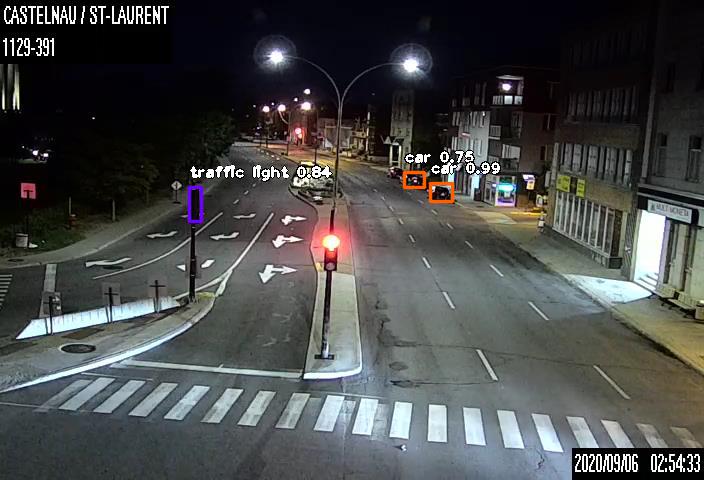 CASTELNAU / ST-LAURENT
1129-391
car 0.75
car 0.99
traffic light 0.84
2020/09/06 02:54:33